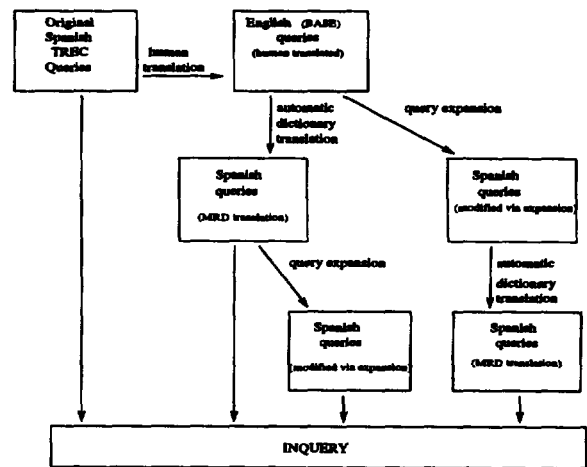 Original
Spanish
TREC
Queries
human
translation
English (BASE)
queries
(human translated)
automatic
dictionary
translation
query expansion
Spanish
queries
(MRD translation)
Spanish
queries
(modified via expansion)
query expansion
automatic
dictionary
translation
Spanish
queries
(modified via expansion)
Spanish
queries
(MRD translation)
INQUERY